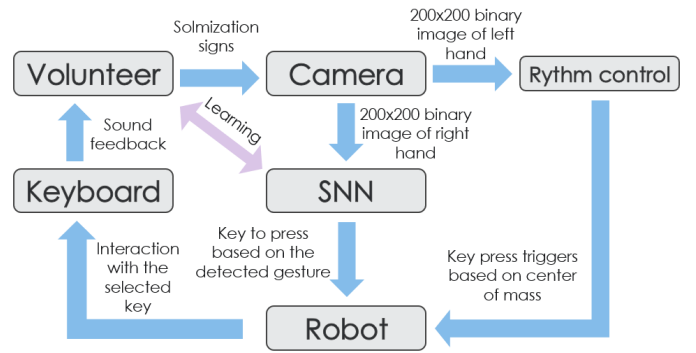 Solmization
signs
200x200 binary
image of left
hand
Volunteer
Camera
Rythm control
Learning
Sound
feedback
200x200 binary
image of right
hand
Keyboard
SNN
Interaction
with the
selected
key
Key to press
based on the
detected gesture
Key press triggers
based on center
of mass
Robot